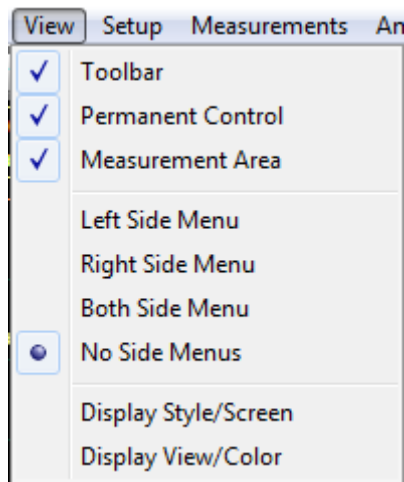 View Setup Measurements An
Toolbar
Permanent Control
Measurement Area
Left Side Menu
Right Side Menu
Both Side Menu
No Side Menus
Display Style/Screen
Display View/Color